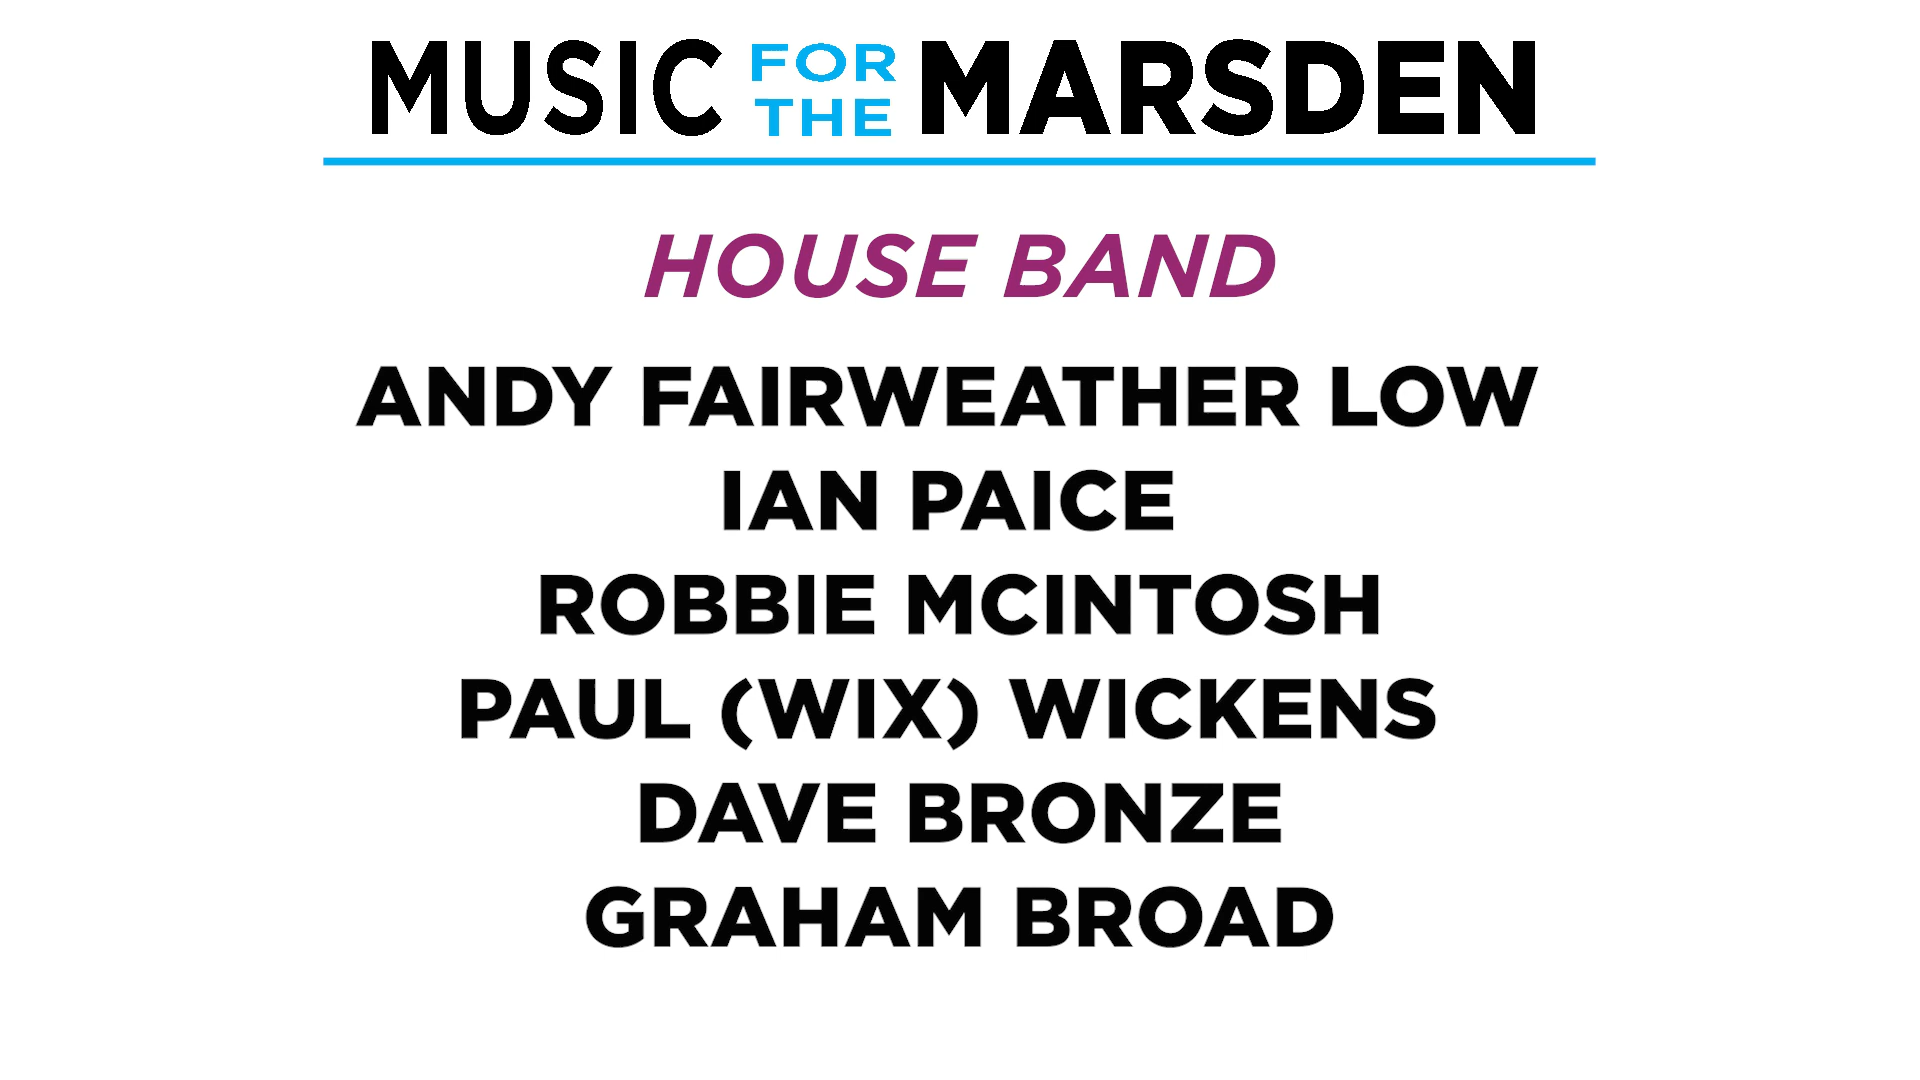 MUSIC FOR THE MARSDEN
HOUSE BAND
ANDY FAIRWEATHER LOW
IAN PAICE
ROBBIE MCINTOSH
PAUL (WIX) WICKENS
DAVE BRONZE
GRAHAM BROAD